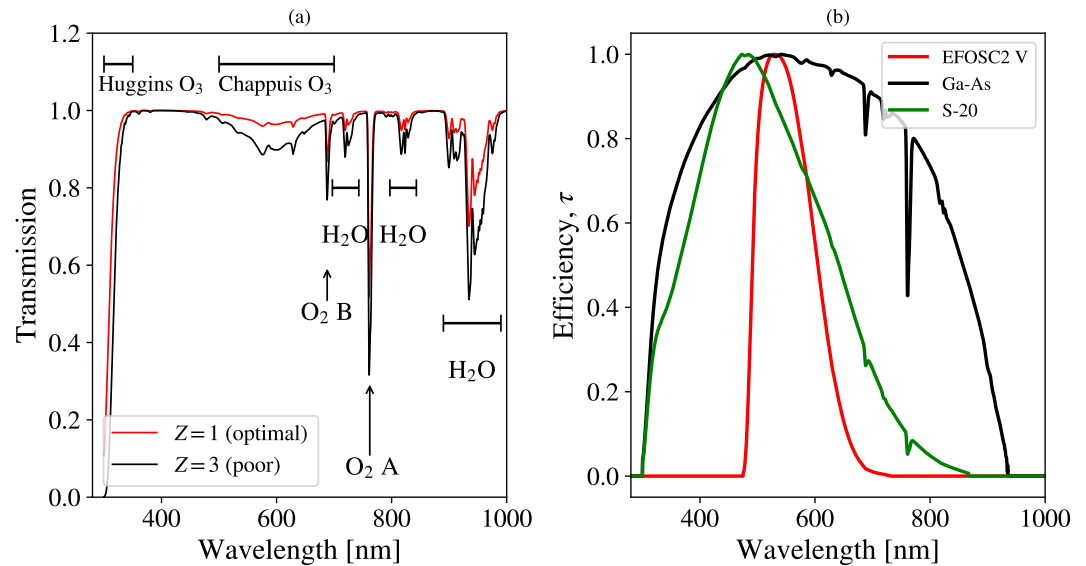 (a)
1.2
1.0
0.8
0.6
0.4
0.2
0.0
Transmission
Huggins O₃
Chappuis O₃
H₂O
H₂O
O₂ B
H₂O
O₂ A
Z = 1 (optimal)
Z = 3 (poor)
400
600
800
1000
Wavelength [nm]
(b)
1.0
0.8
0.6
0.4
0.2
0.0
Efficiency, τ
EFOSC2 V
Ga-As
S-20
400
600
800
1000
Wavelength [nm]